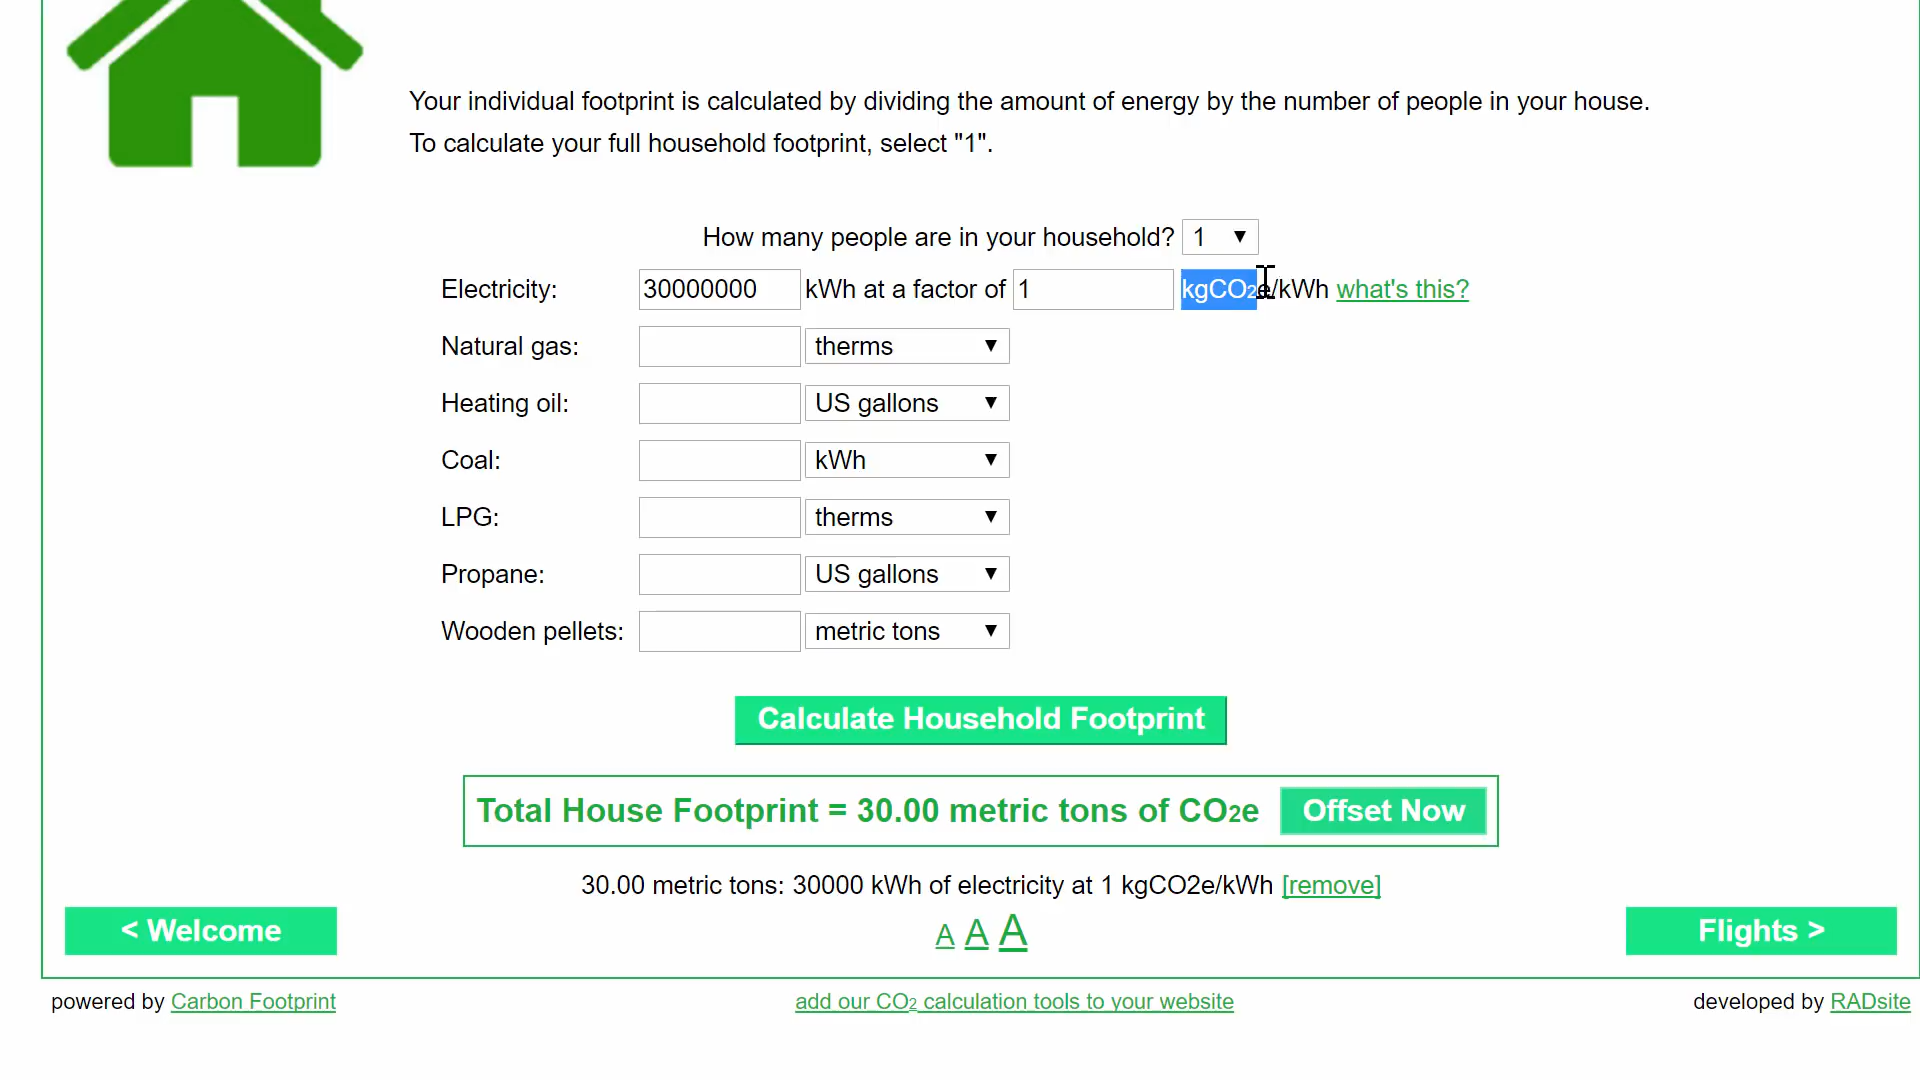 Your individual footprint is calculated by dividing the amount of energy by the number of people in your house.
To calculate your full household footprint, select "1".
How many people are in your household? 1 ▼
Electricity: 30000000 kWh at a factor of 1 kgCO2e/kWh what's this?
Natural gas: therms ▼
Heating oil: US gallons ▼
Coal: kWh ▼
LPG: therms ▼
Propane: US gallons ▼
Wooden pellets: metric tons ▼
Calculate Household Footprint
Total House Footprint = 30.00 metric tons of CO2e Offset Now
30.00 metric tons: 30000 kWh of electricity at 1 kgCO2e/kWh [remove]
< Welcome A A A Flights >
powered by Carbon Footprint add our CO2 calculation tools to your website developed by RADsite